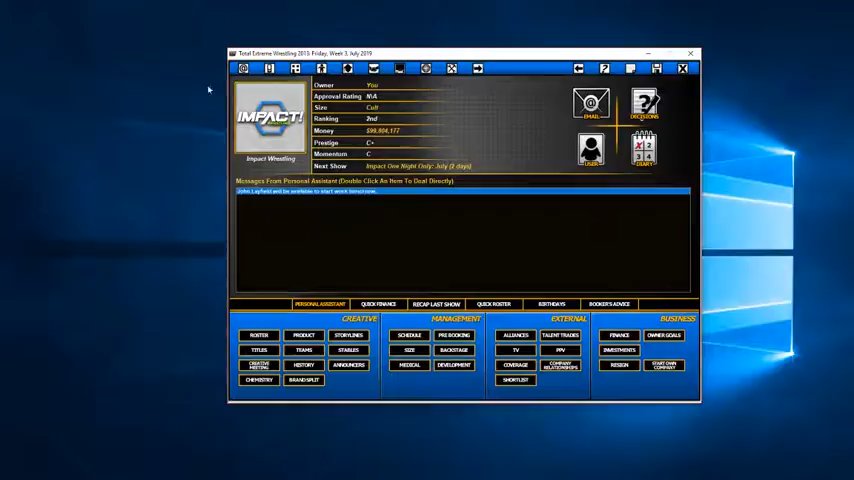 Total Extreme Wrestling 2013: Friday, Week 3, July 2019
Owner You
Approval Rating N\A
Size Cult
Ranking 2nd
Money $99,804,177
Prestige C+
Momentum C
Next Show Impact One Night Only: July (2 days)
IMPACT!
Impact Wrestling
EMAIL
DECISIONS
USER
DIARY
Messages From Personal Assistant (Double Click An Item To Deal Directly)
John Layfield will be available to start work tomorrow.
PERSONAL ASSISTANT QUICK FINANCE RECAP LAST SHOW QUICK ROSTER BIRTHDAYS BOOKER'S ADVICE
CREATIVE
ROSTER PRODUCT STORYLINES
TITLES TEAMS STABLES
CREATIVE MEETING HISTORY ANNOUNCERS
CHEMISTRY BRAND SPLIT
MANAGEMENT
SCHEDULE PRE BOOKING
SIZE BACKSTAGE
MEDICAL DEVELOPMENT
EXTERNAL
ALLIANCES TALENT TRADES
TV PPV
COVERAGE COMPANY RELATIONSHIPS
SHORTLIST
BUSINESS
FINANCE OWNER GOALS
INVESTMENTS
RESIGN START OWN COMPANY